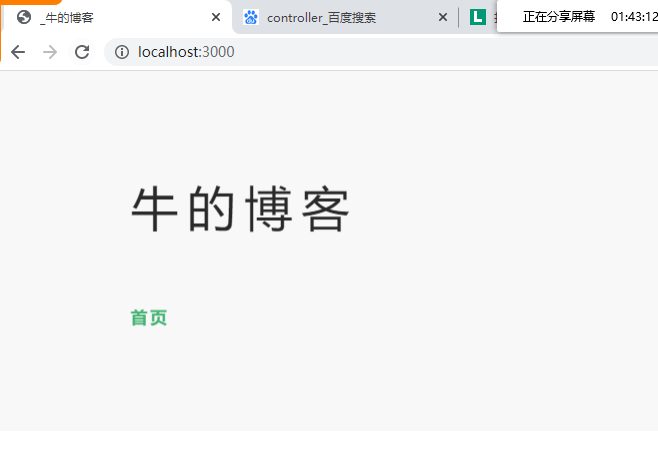 _牛的博客
controller_百度搜索
正在分享屏幕 01:43:12
localhost:3000
牛的博客
首页